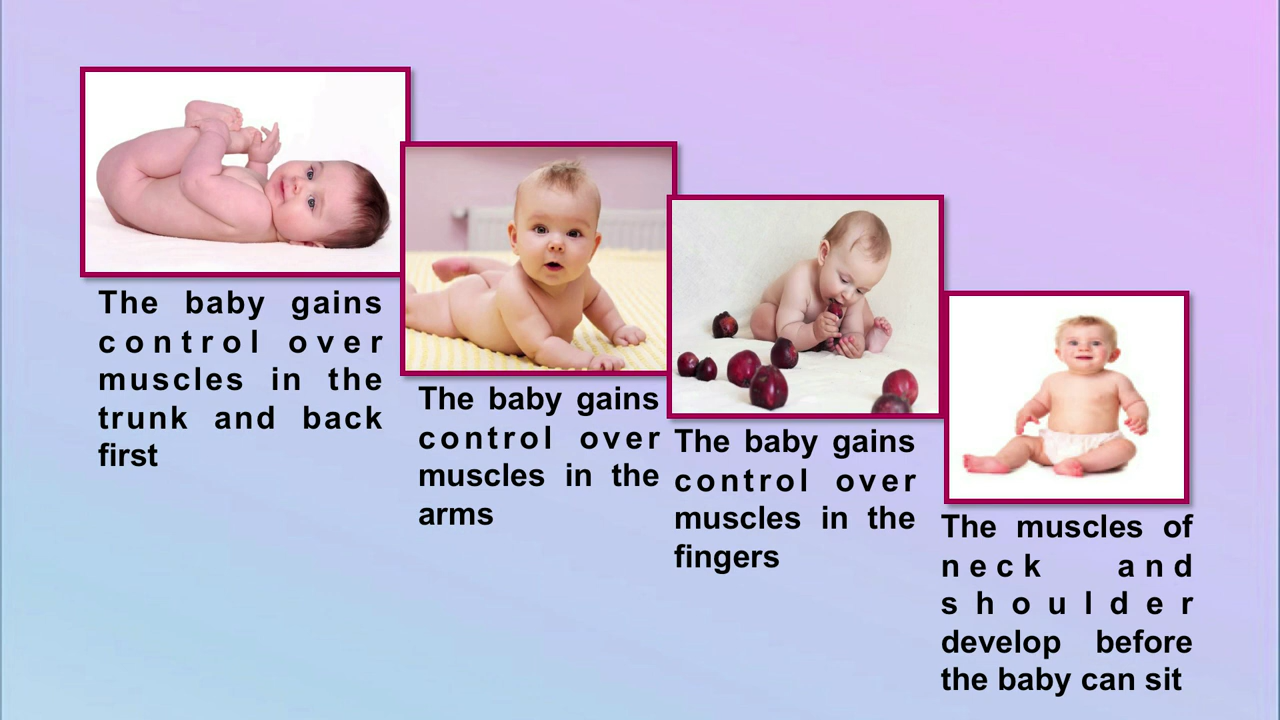 The baby gains
control over
muscles in the
trunk and back
first
The baby gains
control over
muscles in the
arms
The baby gains
control over
muscles in the
fingers
The muscles of
neck and
shoulder
develop before
the baby can sit